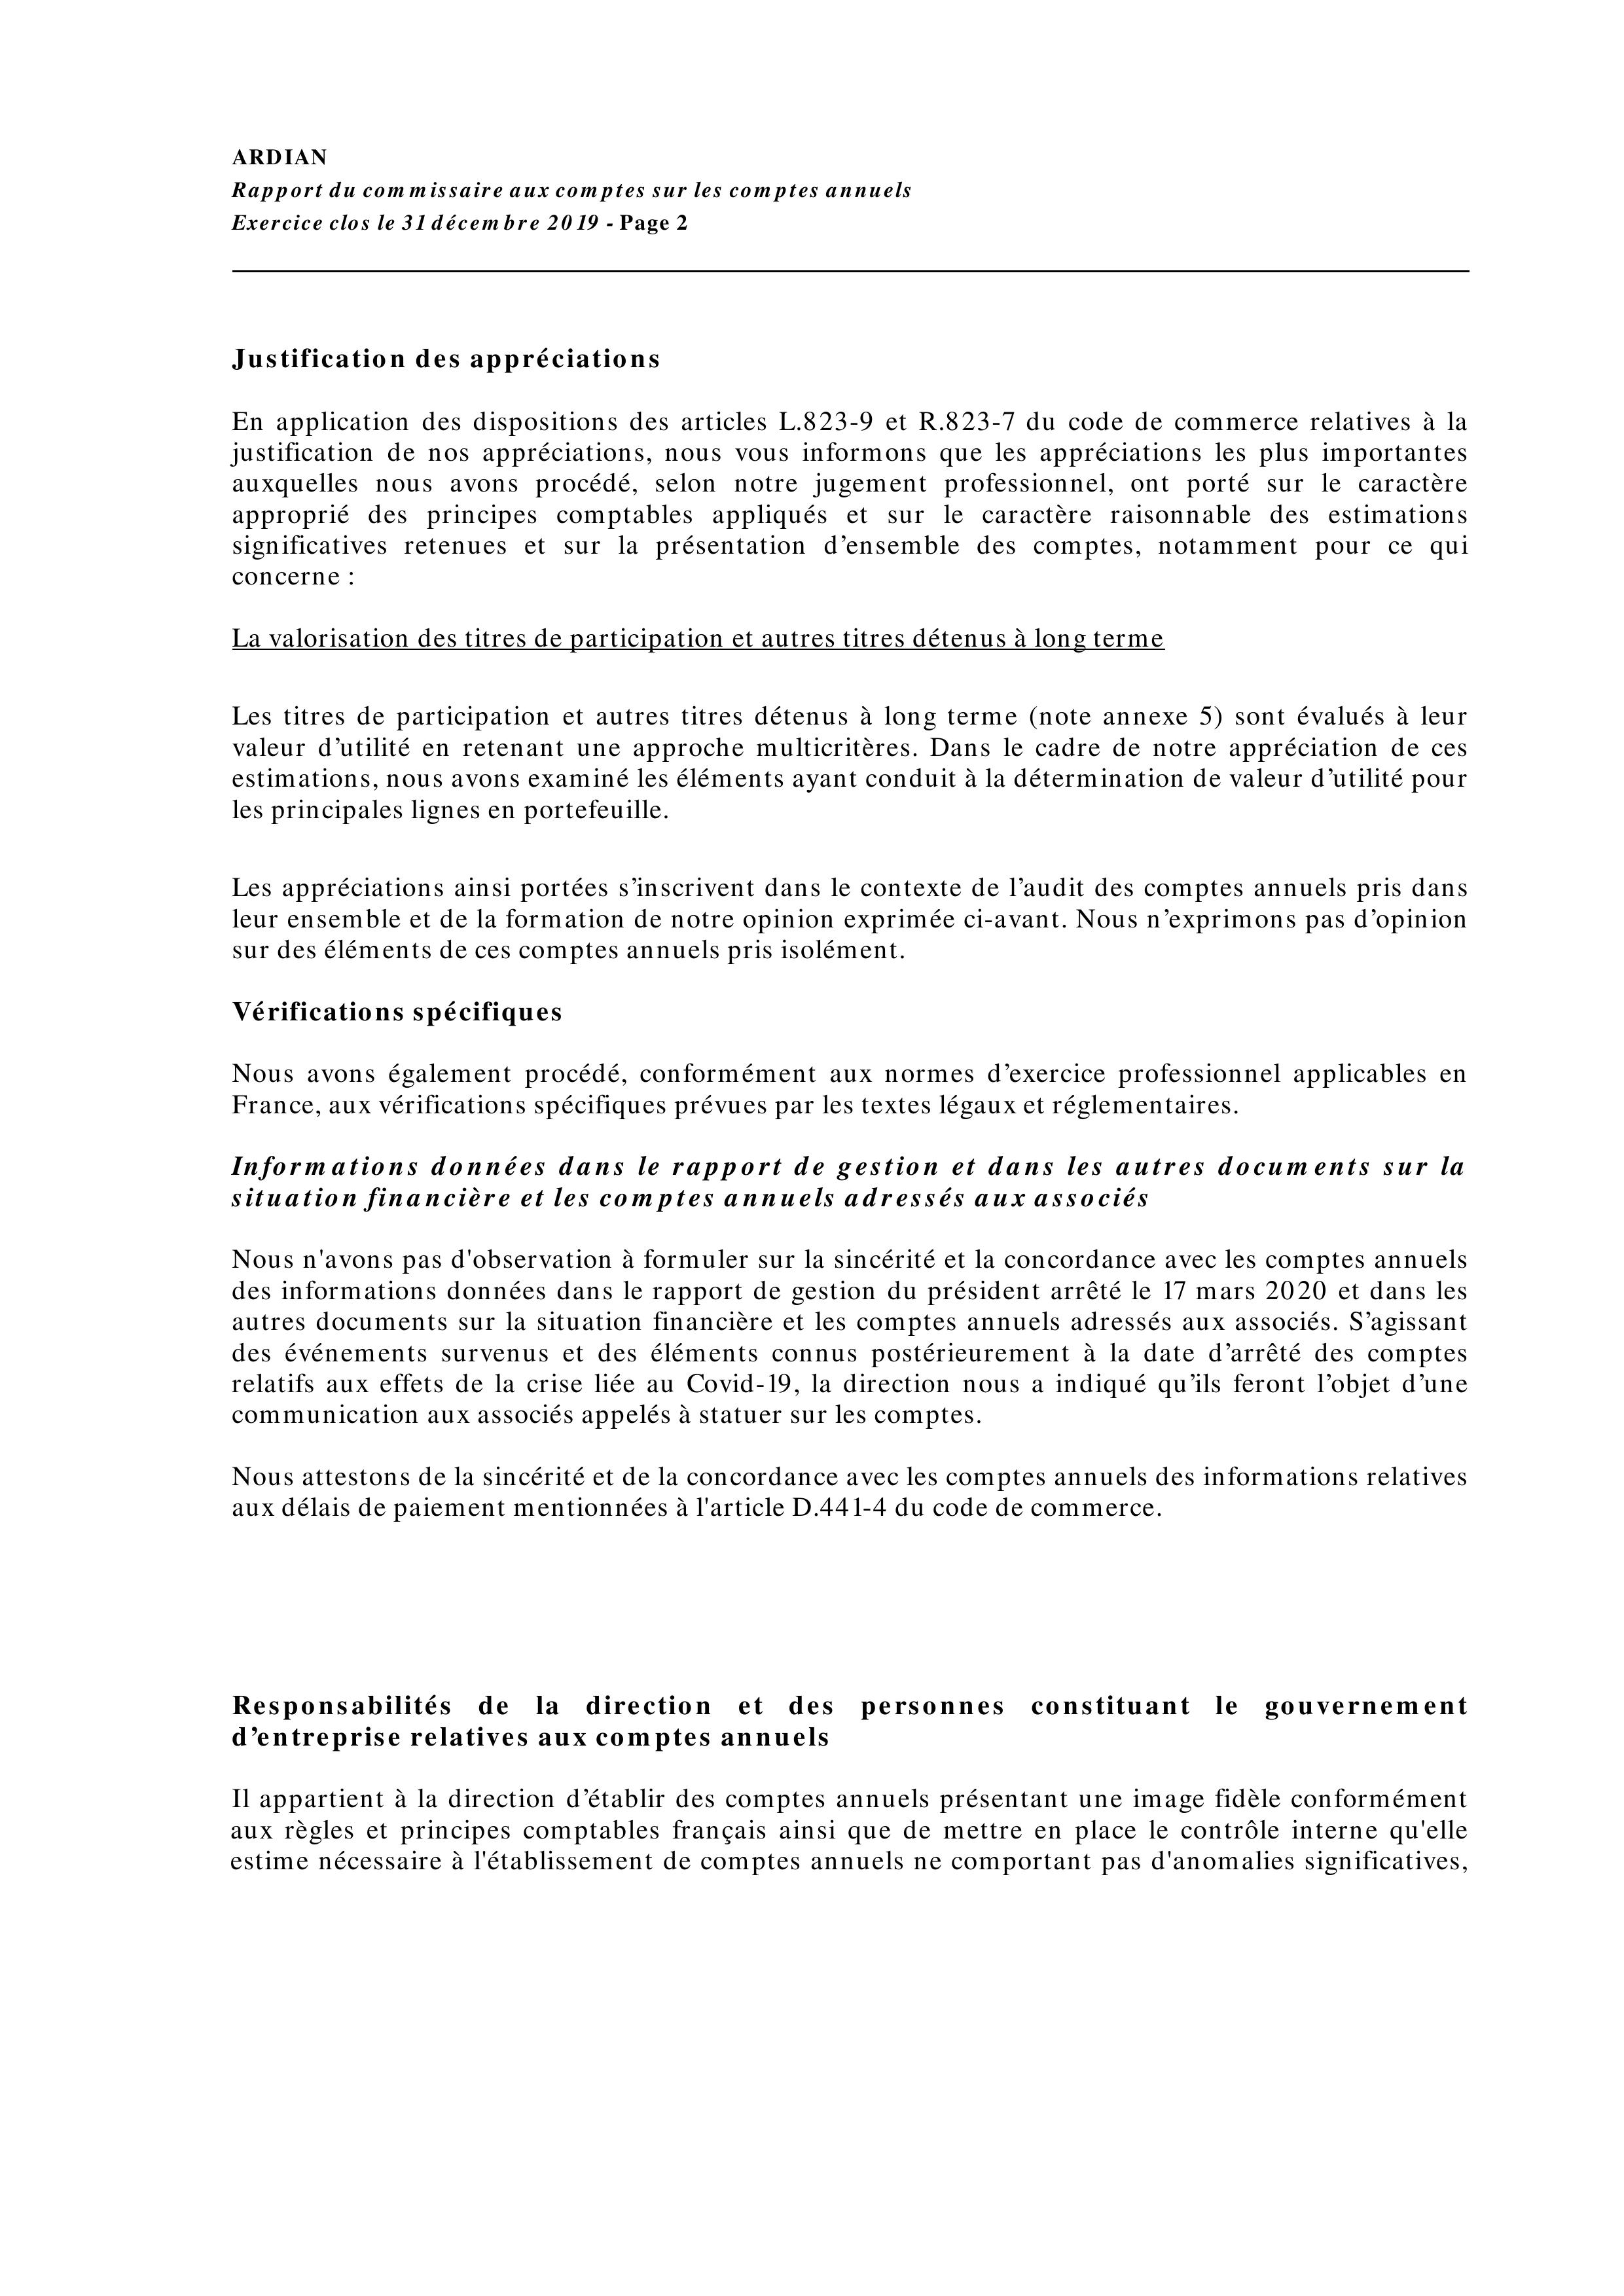 ARDIAN
Rapport du commissaire aux comptes sur les comptes annuels
Exercice clos le 31 décembre 2019 - Page 2
Justification des appréciations
En application des dispositions des articles L.823-9 et R.823-7 du code de commerce relatives à la
justification de nos appréciations, nous vous informons que les appréciations les plus importantes
auxquelles nous avons procédé, selon notre jugement professionnel, ont porté sur le caractère
approprié des principes comptables appliqués et sur le caractère raisonnable des estimations
significatives retenues et sur la présentation d’ensemble des comptes, notamment pour ce qui
concerne :
La valorisation des titres de participation et autres titres détenus à long terme
Les titres de participation et autres titres détenus à long terme (note annexe 5) sont évalués à leur
valeur d’utilité en retenant une approche multicritères. Dans le cadre de notre appréciation de ces
estimations, nous avons examiné les éléments ayant conduit à la détermination de valeur d’utilité pour
les principales lignes en portefeuille.
Les appréciations ainsi portées s’inscrivent dans le contexte de l’audit des comptes annuels pris dans
leur ensemble et de la formation de notre opinion exprimée ci-avant. Nous n’exprimons pas d’opinion
sur des éléments de ces comptes annuels pris isolément.
Vérifications spécifiques
Nous avons également procédé, conformément aux normes d’exercice professionnel applicables en
France, aux vérifications spécifiques prévues par les textes légaux et réglementaires.
Informations données dans le rapport de gestion et dans les autres documents sur la
situation financière et les comptes annuels adressés aux associés
Nous n'avons pas d'observation à formuler sur la sincérité et la concordance avec les comptes annuels
des informations données dans le rapport de gestion du président arrêté le 17 mars 2020 et dans les
autres documents sur la situation financière et les comptes annuels adressés aux associés. S’agissant
des événements survenus et des éléments connus postérieurement à la date d’arrêté des comptes
relatifs aux effets de la crise liée au Covid-19, la direction nous a indiqué qu’ils feront l’objet d’une
communication aux associés appelés à statuer sur les comptes.
Nous attestons de la sincérité et de la concordance avec les comptes annuels des informations relatives
aux délais de paiement mentionnées à l'article D.441-4 du code de commerce.
Responsabilités de la direction et des personnes constituant le gouvernement
d’entreprise relatives aux comptes annuels
Il appartient à la direction d’établir des comptes annuels présentant une image fidèle conformément
aux règles et principes comptables français ainsi que de mettre en place le contrôle interne qu'elle
estime nécessaire à l'établissement de comptes annuels ne comportant pas d'anomalies significatives,